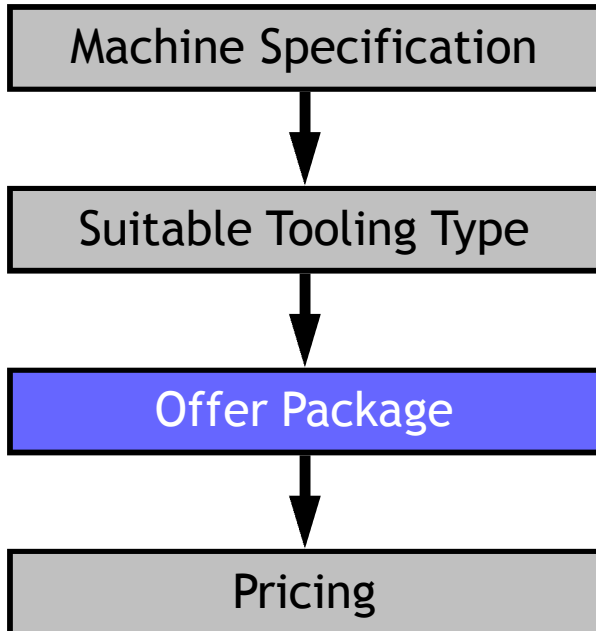 Machine Specification
Suitable Tooling Type
Offer Package
Pricing